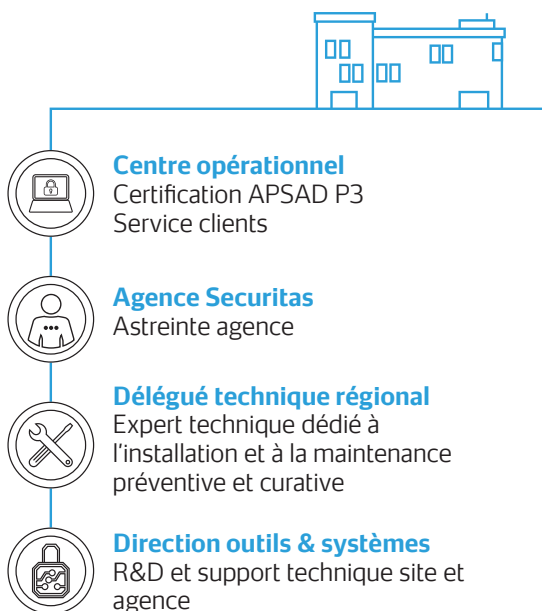 Centre opérationnel
Certification APSAD P3
Service clients
Agence Securitas
Astreinte agence
Délégué technique régional
Expert technique dédié à
l'installation et à la maintenance
préventive et curative
Direction outils & systèmes
R&D et support technique site et
agence